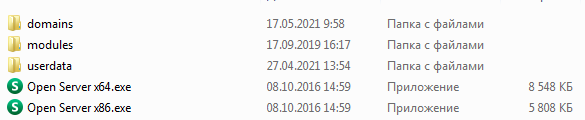 domains 17.05.2021 9:58 Папка с файлами
modules 17.09.2019 16:17 Папка с файлами
userdata 27.04.2021 13:54 Папка с файлами
Open Server x64.exe 08.10.2016 14:59 Приложение 8 548 КБ
Open Server x86.exe 08.10.2016 14:59 Приложение 5 808 КБ